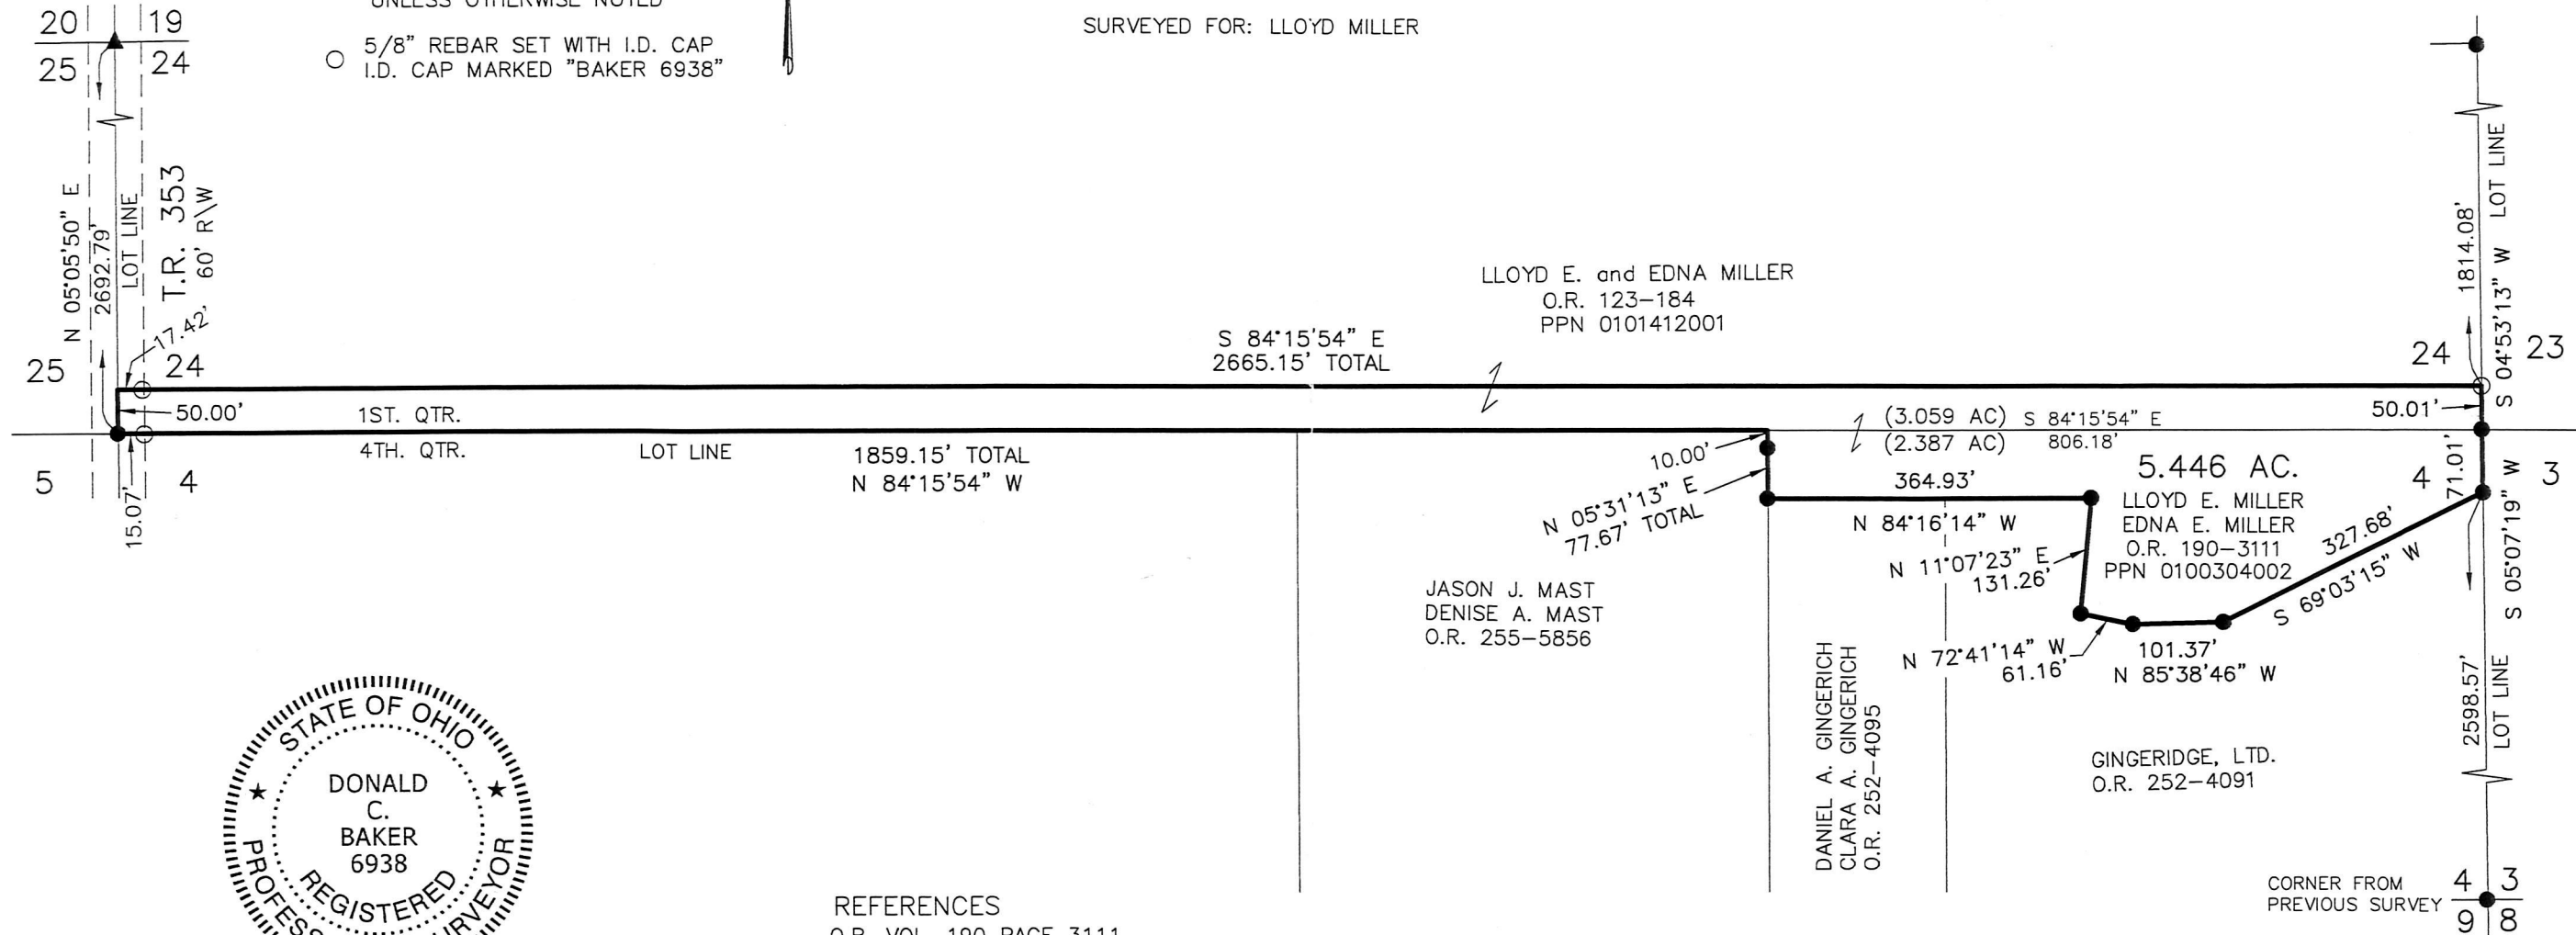 UNLESS OTHERWISE NOTED
SURVEYED FOR: LLOYD MILLER
20 19
25 24
○ 5/8" REBAR SET WITH I.D. CAP
I.D. CAP MARKED "BAKER 6938"
N 05°05'50" E
2692.79'
LOT LINE
T.R. 353
60' R\W
17.42'
25 24
50.00'
1ST. QTR.
4TH. QTR.
LOT LINE
5 4
15.07'
S 84°15'54" E
2665.15' TOTAL
1859.15' TOTAL
N 84°15'54" W
LLOYD E. and EDNA MILLER
O.R. 123-184
PPN 0101412001
1814.08'
S 04°53'13" W LOT LINE
24 23
50.01'
(3.059 AC) S 84°15'54" E
(2.387 AC) 806.18'
10.00'
N 05°31'13" E
77.67' TOTAL
364.93'
N 84°16'14" W
5.446 AC.
LLOYD E. MILLER
EDNA E. MILLER
O.R. 190-3111
PPN 0100304002
4 3
71.01'
S 05°07'19" W
N 11°07'23" E
131.26'
327.68'
S 69°03'15" W
N 72°41'14" W
61.16'
101.37'
N 85°38'46" W
JASON J. MAST
DENISE A. MAST
O.R. 255-5856
DANIEL A. GINGERICH
CLARA A. GINGERICH
O.R. 252-4095
GINGERIDGE, LTD.
O.R. 252-4091
2598.57'
LOT LINE
CORNER FROM
PREVIOUS SURVEY
4 3
9 8
STATE OF OHIO
DONALD
C.
BAKER
6938
REGISTERED
REFERENCES
O.R. VOL. 190 PAGE 3111